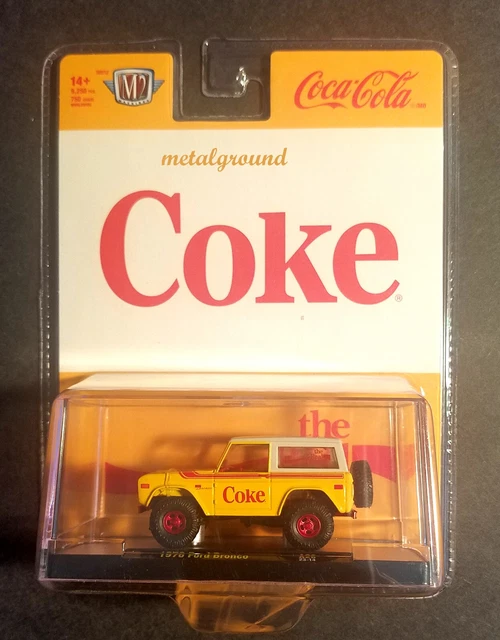 14+
M2
Coca-Cola
metalground
Coke
the
Coke
1976 Ford Bronco